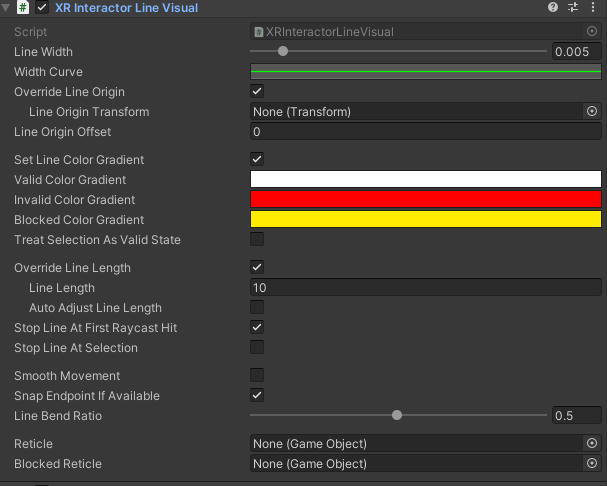 XR Interactor Line Visual
Script XRInteractorLineVisual
Line Width 0.005
Width Curve
Override Line Origin
Line Origin Transform None (Transform)
Line Origin Offset 0
Set Line Color Gradient
Valid Color Gradient
Invalid Color Gradient
Blocked Color Gradient
Treat Selection As Valid State
Override Line Length
Line Length 10
Auto Adjust Line Length
Stop Line At First Raycast Hit
Stop Line At Selection
Smooth Movement
Snap Endpoint If Available
Line Bend Ratio 0.5
Reticle None (Game Object)
Blocked Reticle None (Game Object)